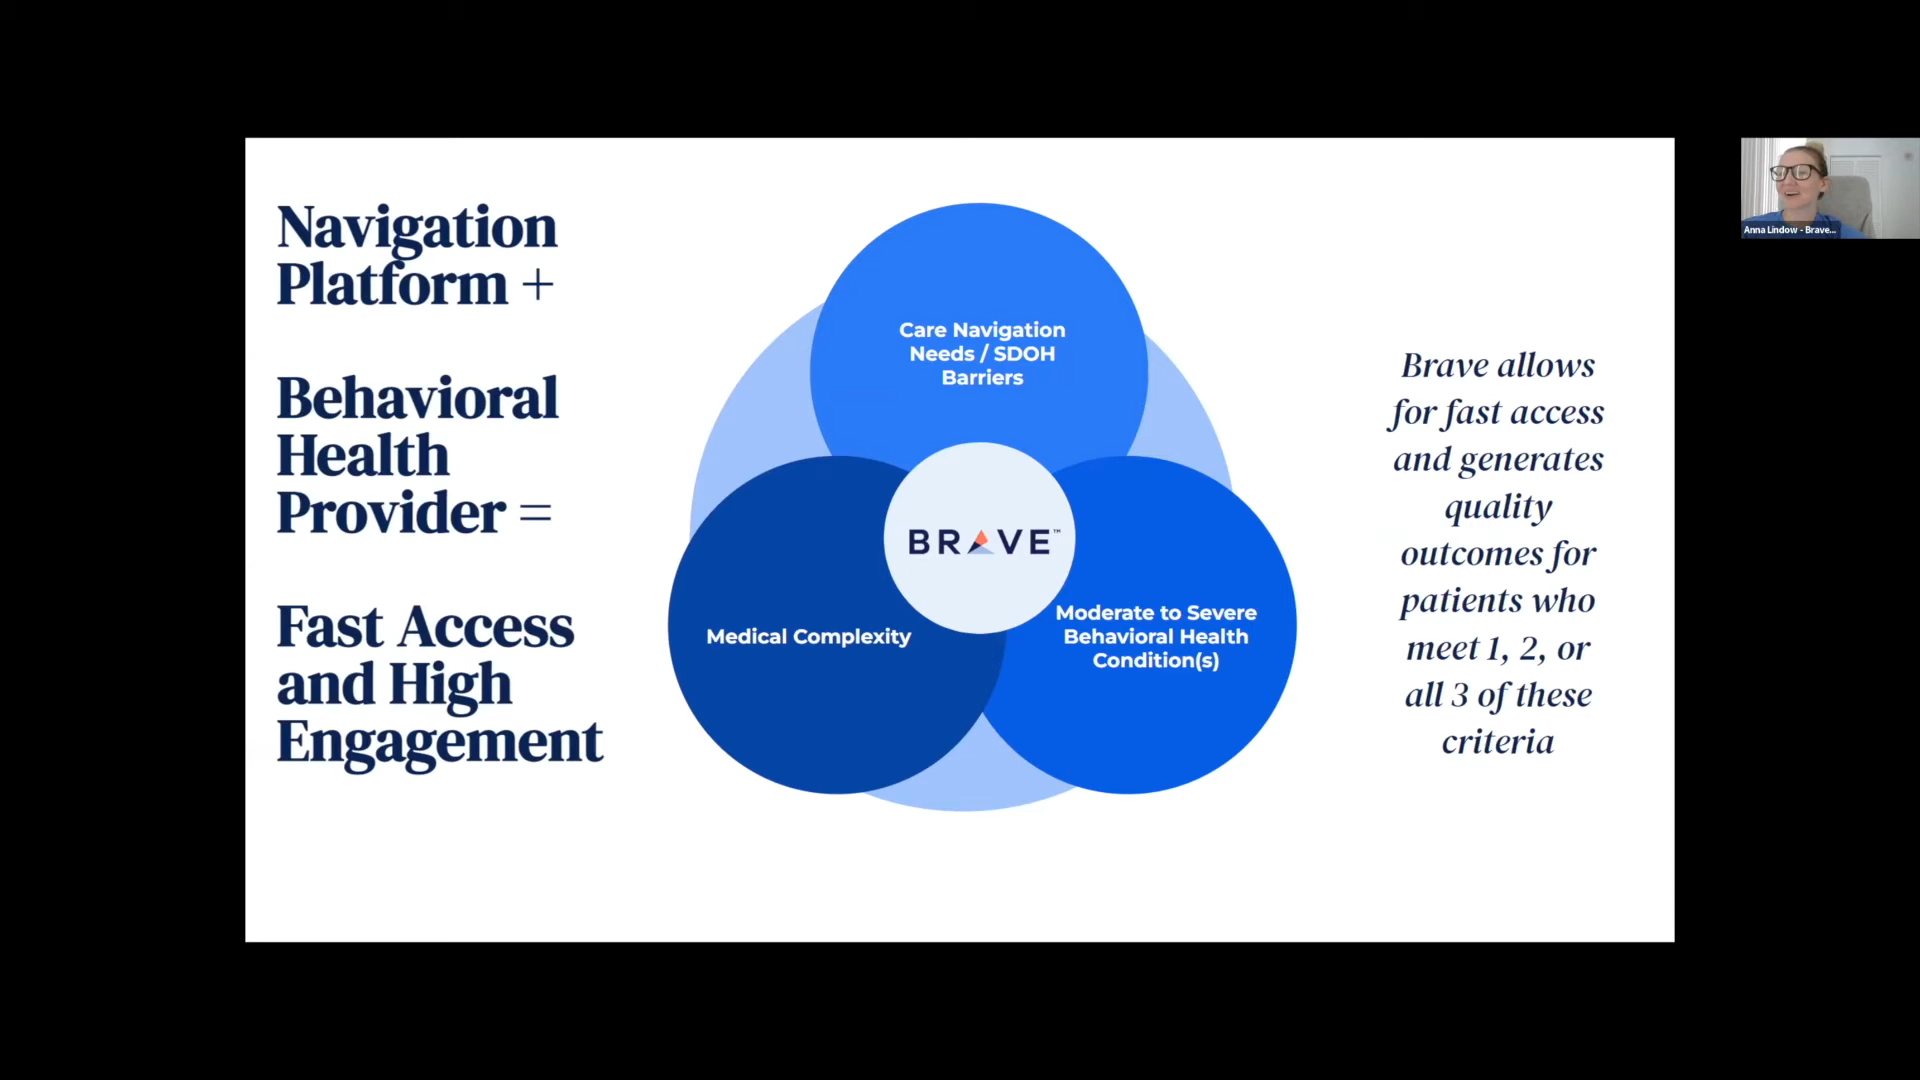 Navigation
Platform +
Behavioral
Health
Provider =
Fast Access
and High
Engagement
Care Navigation
Needs / SDOH
Barriers
BRAVE™
Medical Complexity
Moderate to Severe
Behavioral Health
Condition(s)
Brave allows
for fast access
and generates
quality
outcomes for
patients who
meet 1, 2, or
all 3 of these
criteria
Anna Lindow - Brave...